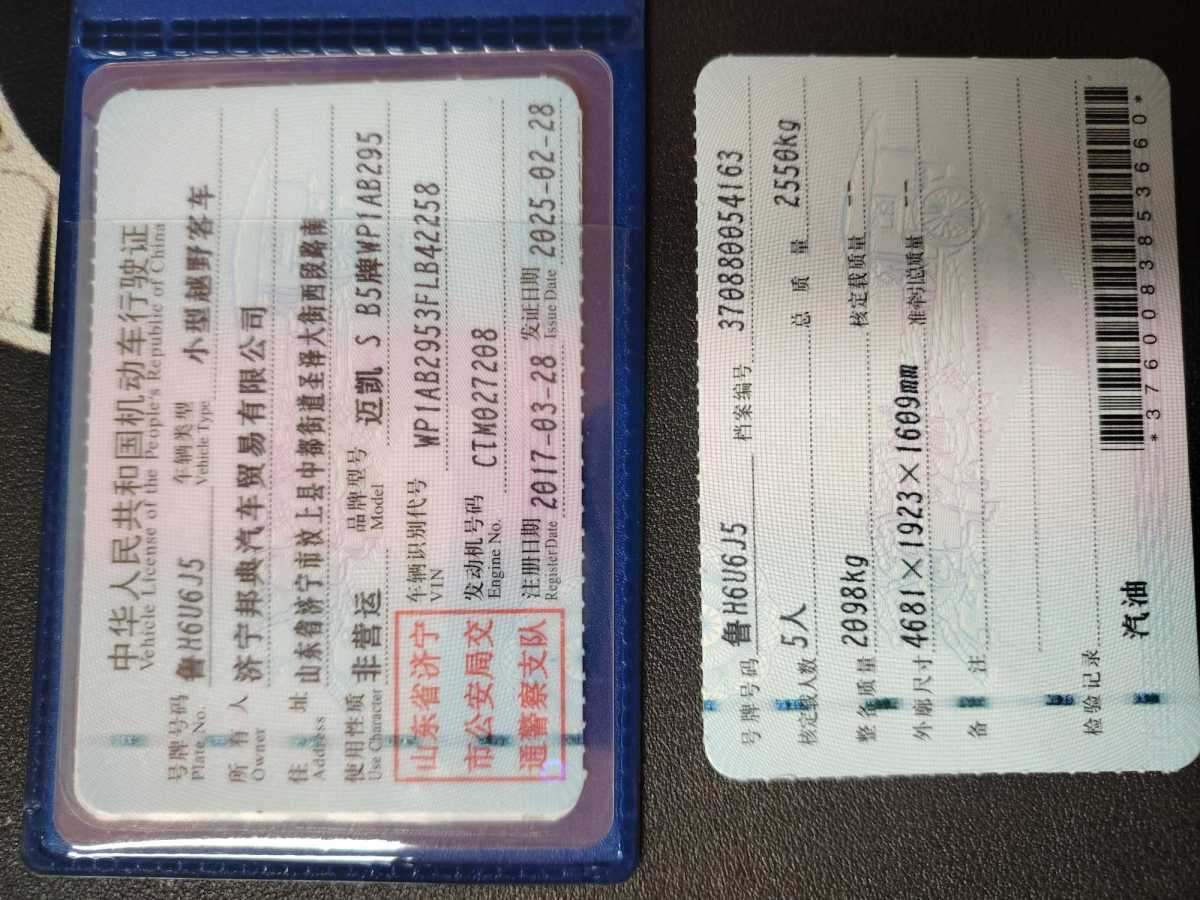 中华人民共和国机动车行驶证
Vehicle License of the People's Republic of China
号牌号码 鲁H6U6J5 车辆类型 小型越野客车
Plate No. Vehicle Type
所有人 济宁邦典汽车贸易有限公司
Owner
住址 山东省济宁市汶上县中都街道圣泽大街西段路南
Address
使用性质 非营运 品牌型号 迈凯 S B5牌WP1AB295
Use Character Model
山东省济宁
市公安局交
通警察支队
车辆识别代号 WP1AB2953FLB42258
VIN
发动机号码 CTM027208
Engine No.
注册日期 2017-03-28 发证日期 2025-02-28
Register Date Issue Date
号牌号码 鲁H6U6J5 档案编号 370880054163
核定载人数 5人 总质量 2550kg
整备质量 2098kg 核定载质量 --
外廓尺寸 4681×1923×1609mm 准牵引总质量 --
备注
检验记录
汽油
*3760083853660*